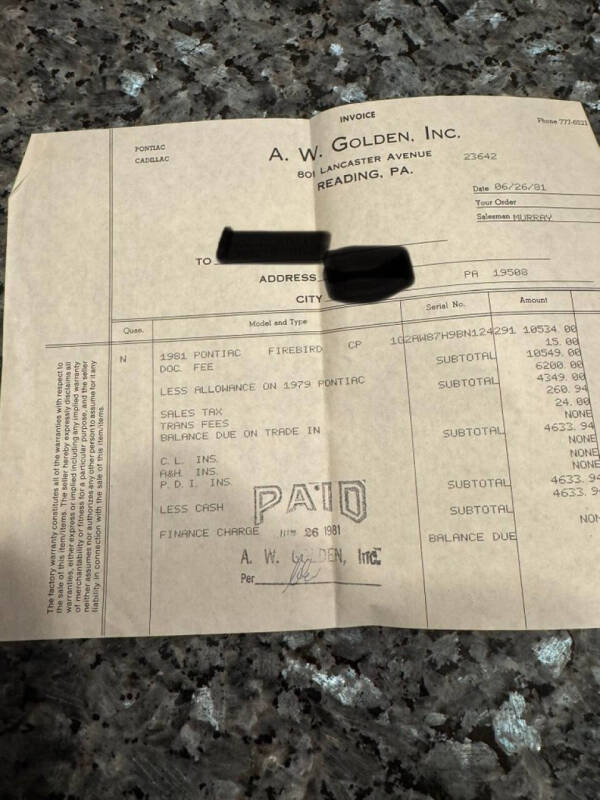 INVOICE
PONTIAC
CADILLAC
A. W. GOLDEN, INC.
801 LANCASTER AVENUE
READING, PA.
Phone 777-6521
23642
Date 06/26/81
Your Order
Salesman MURRAY
TO
ADDRESS
CITY
PA 19508
Quan.
Model and Type
Serial No.
Amount
N 1981 PONTIAC FIREBIRD CP 1G2AW87H9BN124291 10534.00
DOC. FEE 15.00
SUBTOTAL 10549.00
LESS ALLOWANCE ON 1979 PONTIAC 6200.00
SUBTOTAL 4349.00
SALES TAX 260.94
TRANS FEES 24.00
BALANCE DUE ON TRADE IN NONE
SUBTOTAL 4633.94
C. L. INS. NONE
A&H. INS. NONE
P. D. I. INS. NONE
SUBTOTAL 4633.94
LESS CASH 4633.9
SUBTOTAL
FINANCE CHARGE NON
BALANCE DUE
PAID
26 1981
A. W. GOLDEN, Inc.
Per
The factory warranty constitutes all of the warranties with respect to
the sale of this item/items. The seller hereby expressly disclaims all
warranties, either express or implied including any implied warranty
of merchantability or fitness for a particular purpose, and the seller
neither assumes nor authorizes any other person to assume for it any
liability in connection with the sale of this item/items.